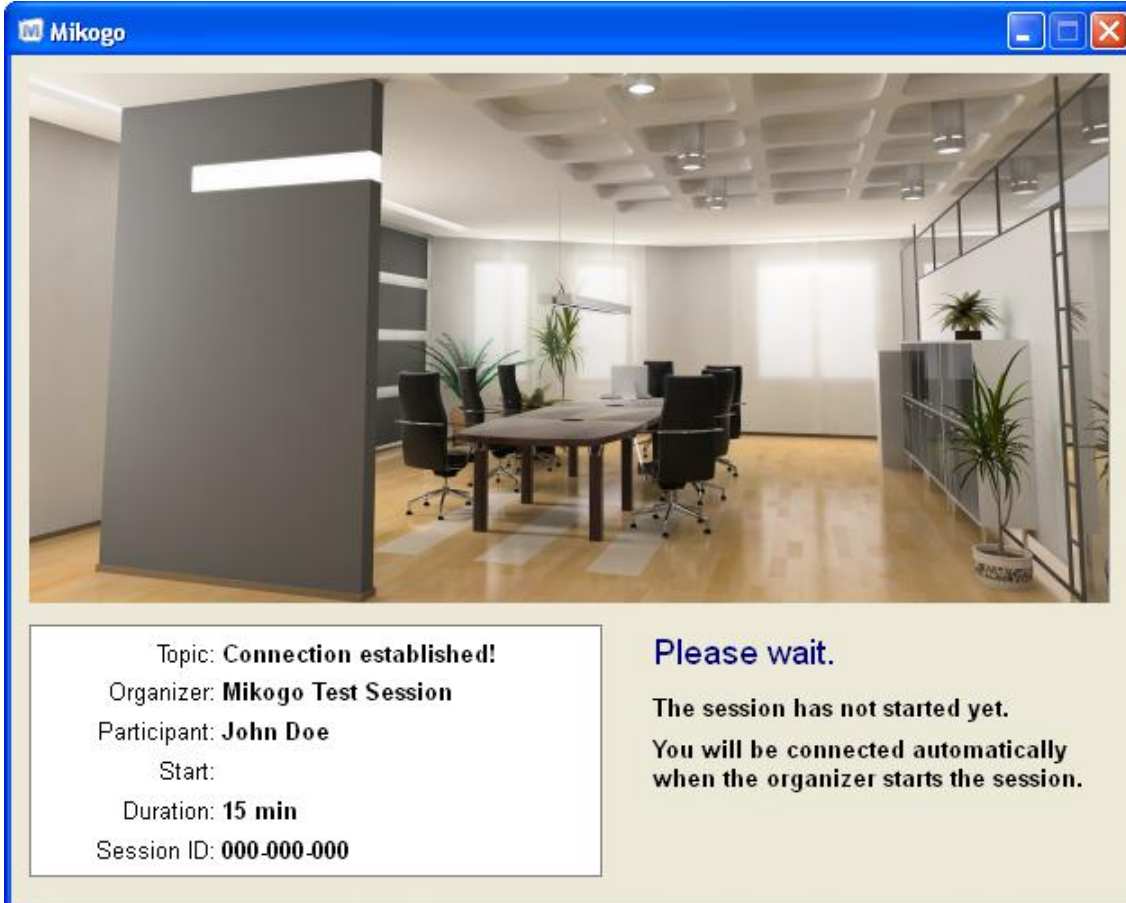 Mikogo
Topic: Connection established!
Organizer: Mikogo Test Session
Participant: John Doe
Start:
Duration: 15 min
Session ID: 000-000-000
Please wait.
The session has not started yet.
You will be connected automatically
when the organizer starts the session.